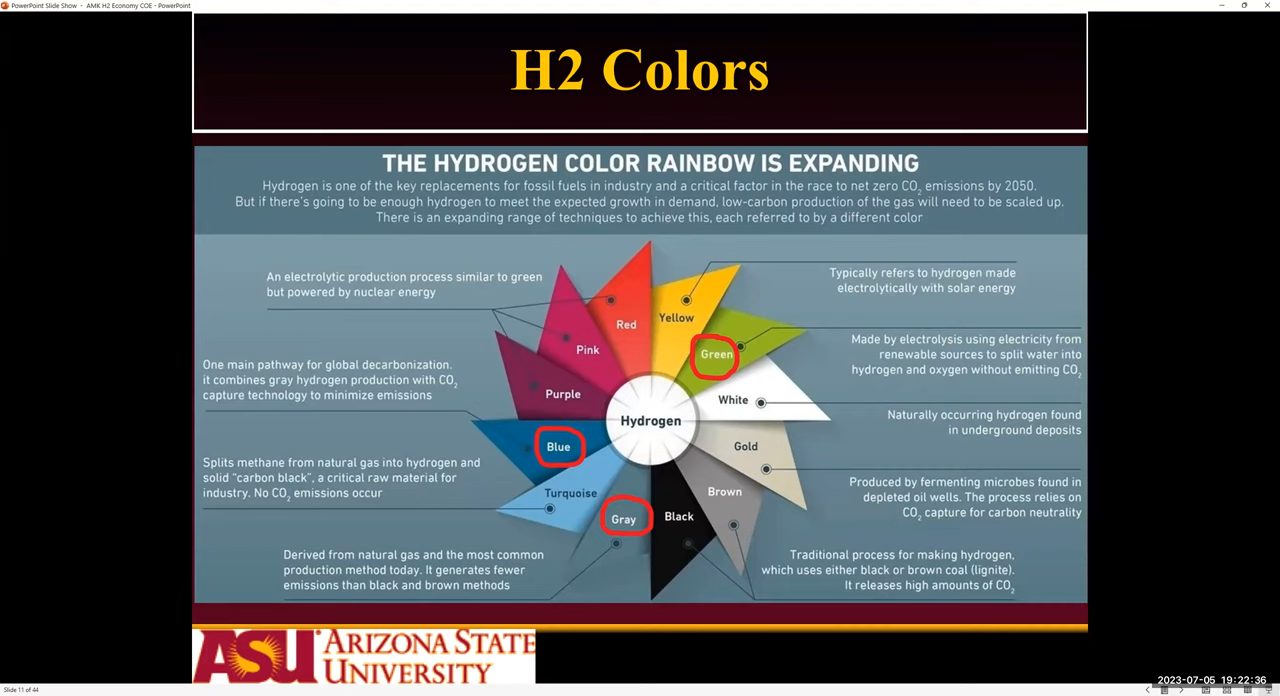 PowerPoint Slide Show - AMK H2 Economy COE - PowerPoint
H2 Colors
THE HYDROGEN COLOR RAINBOW IS EXPANDING
Hydrogen is one of the key replacements for fossil fuels in industry and a critical factor in the race to net zero CO2 emissions by 2050.
But if there's going to be enough hydrogen to meet the expected growth in demand, low-carbon production of the gas will need to be scaled up.
There is an expanding range of techniques to achieve this, each referred to by a different color
An electrolytic production process similar to green
but powered by nuclear energy
One main pathway for global decarbonization.
it combines gray hydrogen production with CO2
capture technology to minimize emissions
Splits methane from natural gas into hydrogen and
solid "carbon black", a critical raw material for
industry. No CO2 emissions occur
Derived from natural gas and the most common
production method today. It generates fewer
emissions than black and brown methods
Red
Yellow
Pink
Green
Purple
White
Hydrogen
Blue
Gold
Turquoise
Brown
Gray
Black
Typically refers to hydrogen made
electrolytically with solar energy
Made by electrolysis using electricity from
renewable sources to split water into
hydrogen and oxygen without emitting CO2
Naturally occurring hydrogen found
in underground deposits
Produced by fermenting microbes found in
depleted oil wells. The process relies on
CO2 capture for carbon neutrality
Traditional process for making hydrogen,
which uses either black or brown coal (lignite).
It releases high amounts of CO2
ASU ARIZONA STATE
UNIVERSITY
2023-07-05 19:22:36
Slide 11 of 44